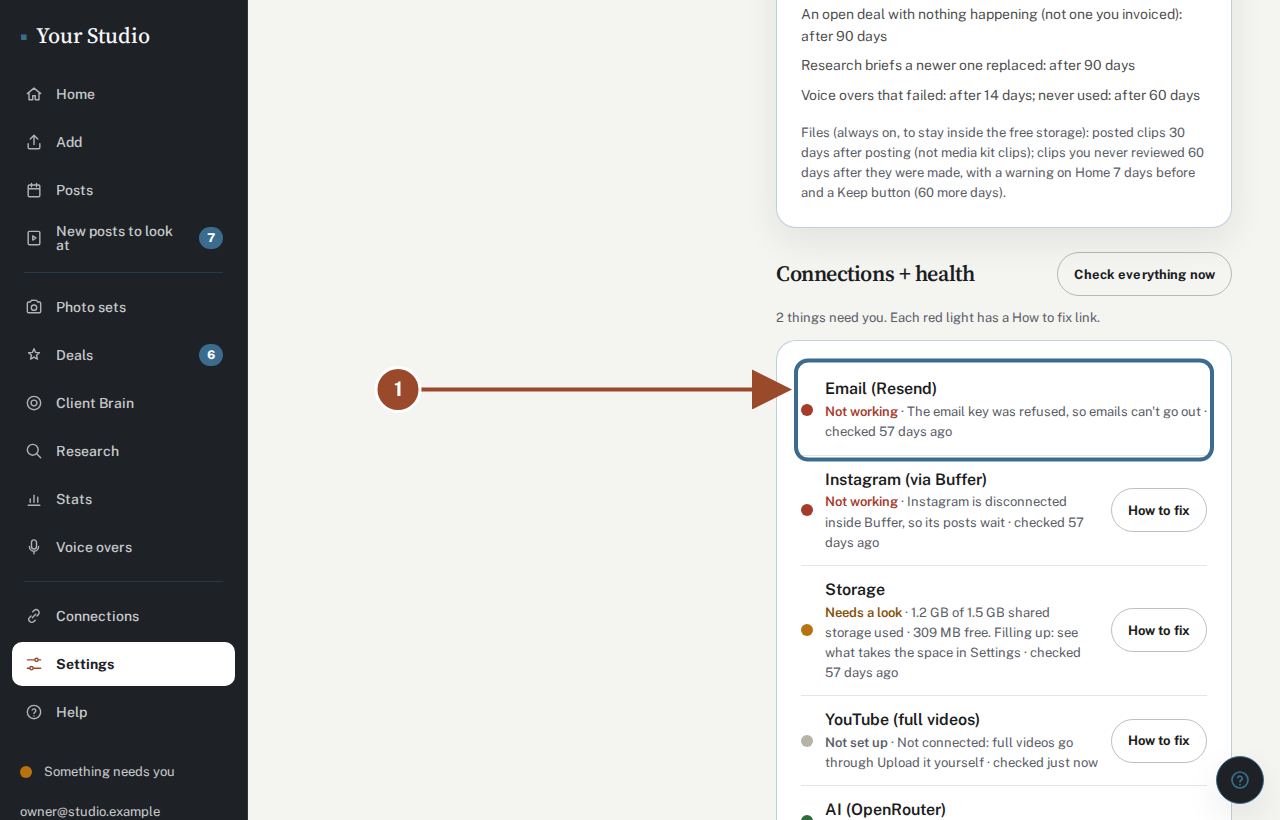 Your Studio
Home
Add
Posts
New posts to look
at
7
Photo sets
Deals
6
Client Brain
Research
Stats
Voice overs
Connections
Settings
Help
Something needs you
owner@studio.example
An open deal with nothing happening (not one you invoiced):
after 90 days
Research briefs a newer one replaced: after 90 days
Voice overs that failed: after 14 days; never used: after 60 days
Files (always on, to stay inside the free storage): posted clips 30
days after posting (not media kit clips); clips you never reviewed 60
days after they were made, with a warning on Home 7 days before
and a Keep button (60 more days).
Connections + health
Check everything now
2 things need you. Each red light has a How to fix link.
1
Email (Resend)
Not working · The email key was refused, so emails can't go out ·
checked 57 days ago
Instagram (via Buffer)
Not working · Instagram is disconnected
inside Buffer, so its posts wait · checked 57
days ago
How to fix
Storage
Needs a look · 1.2 GB of 1.5 GB shared
storage used · 309 MB free. Filling up: see
what takes the space in Settings · checked
57 days ago
How to fix
YouTube (full videos)
Not set up · Not connected: full videos go
through Upload it yourself · checked just now
How to fix
AI (OpenRouter)